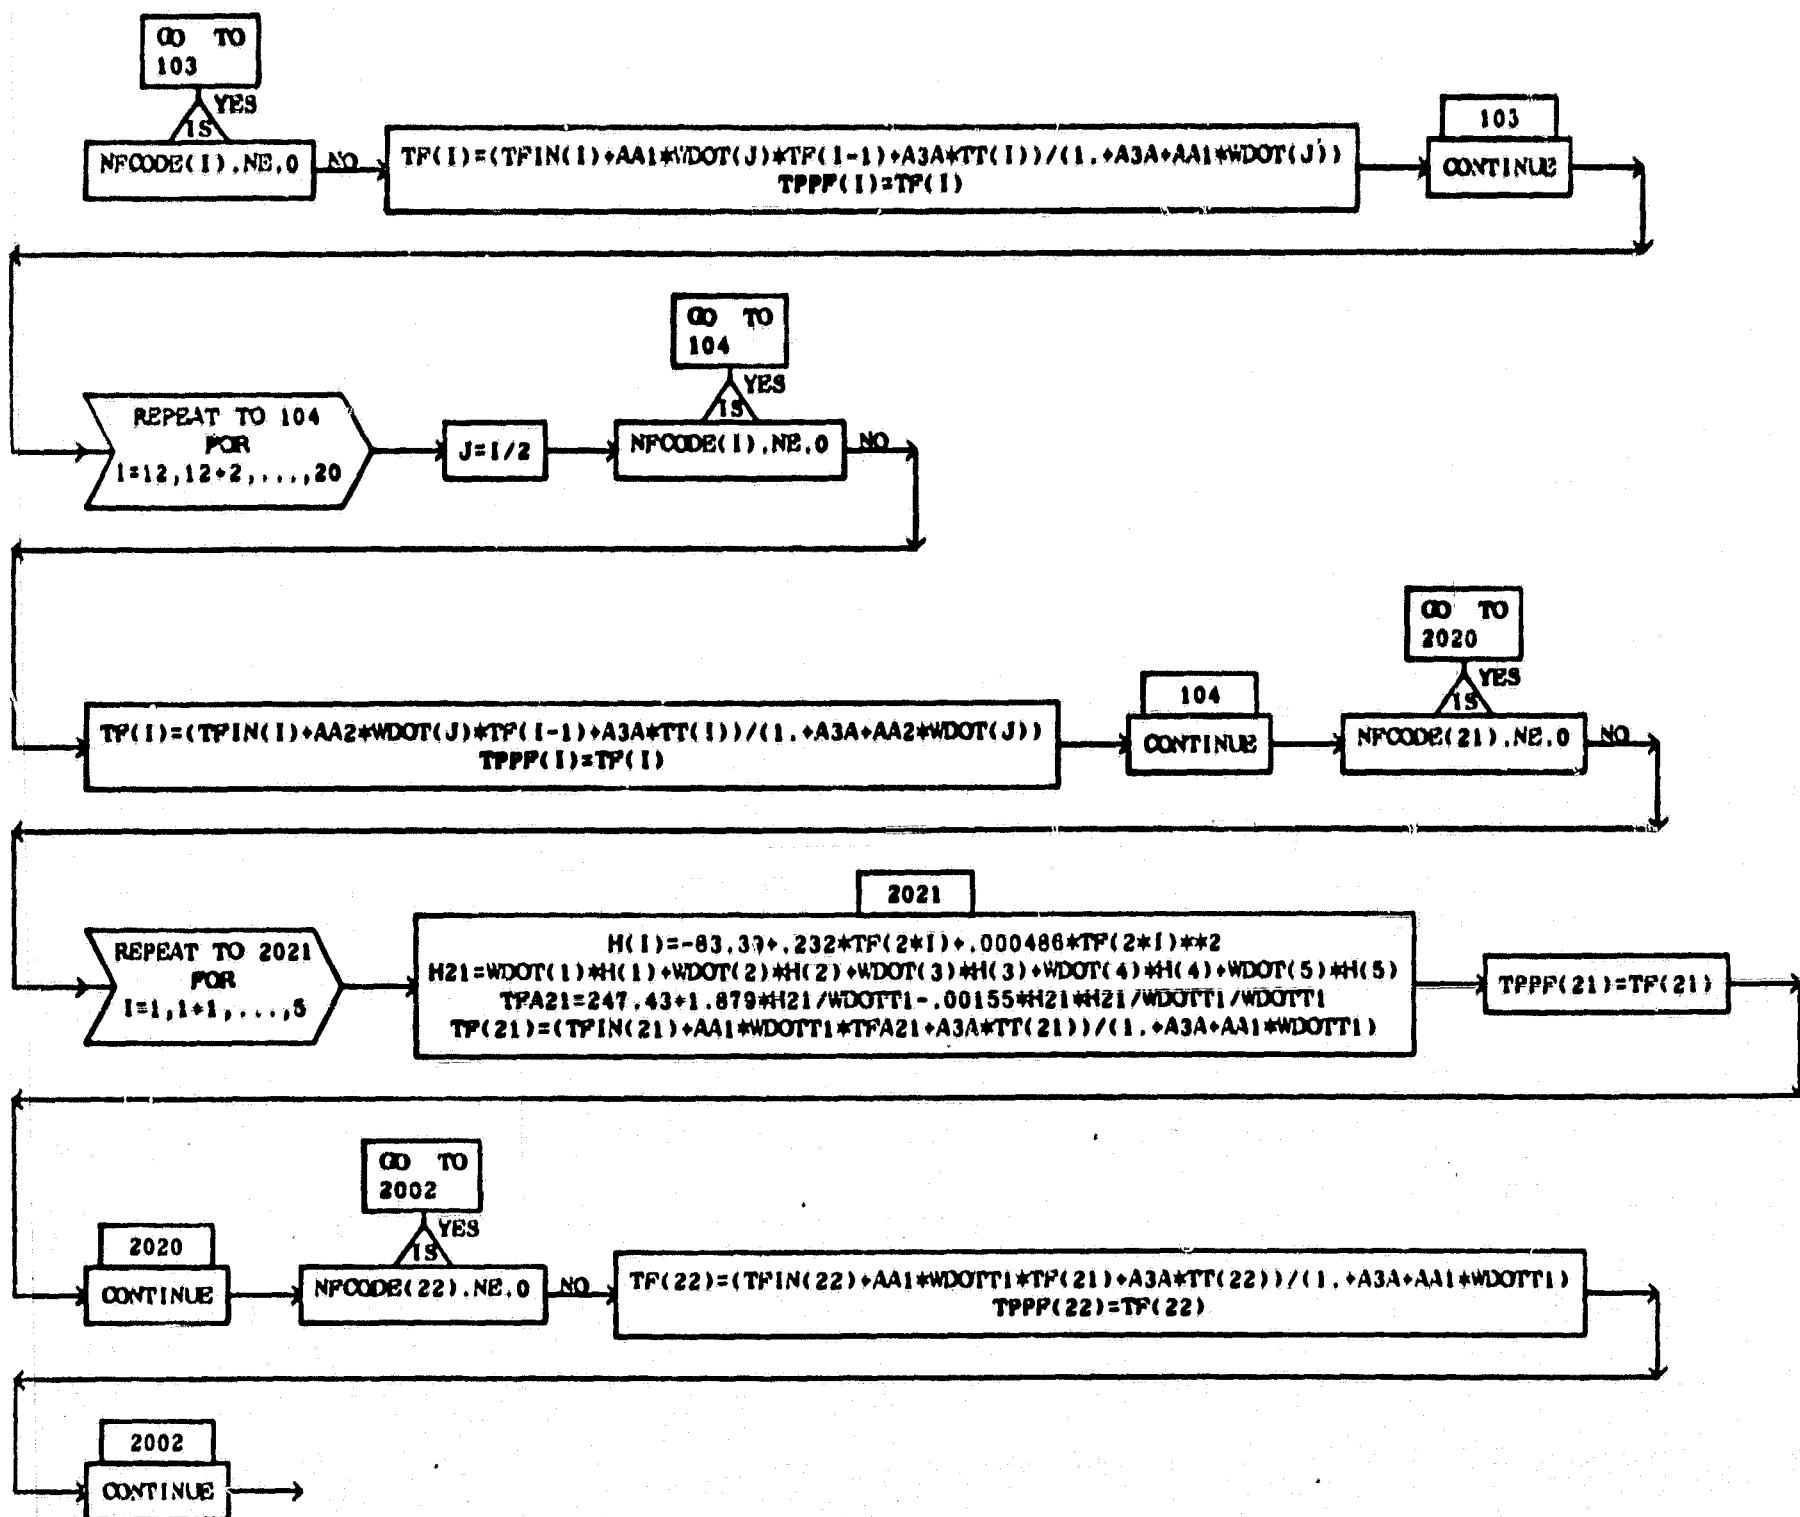 GO TO
103
YES
IS
NFCODE(I).NE.0
NO
TF(I)=(TFIN(I)+AA1*WDOT(J)*TF(I-1)+A3A*TT(I))/(1.+A3A+AA1*WDOT(J))
TPPF(I)=TF(I)
103
CONTINUE
GO TO
104
YES
IS
REPEAT TO 104
FOR
I=12,12+2,...,20
J=I/2
NFCODE(I).NE.0
NO
GO TO
2020
YES
IS
TF(I)=(TFIN(I)+AA2*WDOT(J)*TF(I-1)+A3A*TT(I))/(1.+A3A+AA2*WDOT(J))
TPPF(I)=TF(I)
104
CONTINUE
NFCODE(21).NE.0
NO
REPEAT TO 2021
FOR
I=1,1+1,...,5
2021
H(I)=-83.39+.232*TF(2*I)+.000486*TF(2*I)**2
H21=WDOT(1)*H(1)+WDOT(2)*H(2)+WDOT(3)*H(3)+WDOT(4)*H(4)+WDOT(5)*H(5)
TFA21=247.43+1.879*H21/WDOTT1-.00155*H21*H21/WDOTT1/WDOTT1
TF(21)=(TFIN(21)+AA1*WDOTT1*TFA21+A3A*TT(21))/(1.+A3A+AA1*WDOTT1)
TPPF(21)=TF(21)
GO TO
2002
YES
IS
2020
CONTINUE
NFCODE(22).NE.0
NO
TF(22)=(TFIN(22)+AA1*WDOTT1*TF(21)+A3A*TT(22))/(1.+A3A+AA1*WDOTT1)
TPPF(22)=TF(22)
2002
CONTINUE